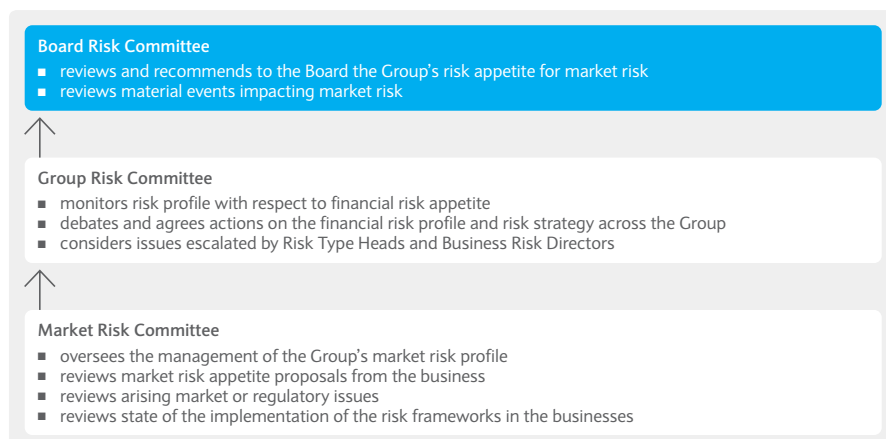 Board Risk Committee
■ reviews and recommends to the Board the Group’s risk appetite for market risk
■ reviews material events impacting market risk
Group Risk Committee
■ monitors risk profile with respect to financial risk appetite
■ debates and agrees actions on the financial risk profile and risk strategy across the Group
■ considers issues escalated by Risk Type Heads and Business Risk Directors
Market Risk Committee
■ oversees the management of the Group’s market risk profile
■ reviews market risk appetite proposals from the business
■ reviews arising market or regulatory issues
■ reviews state of the implementation of the risk frameworks in the businesses